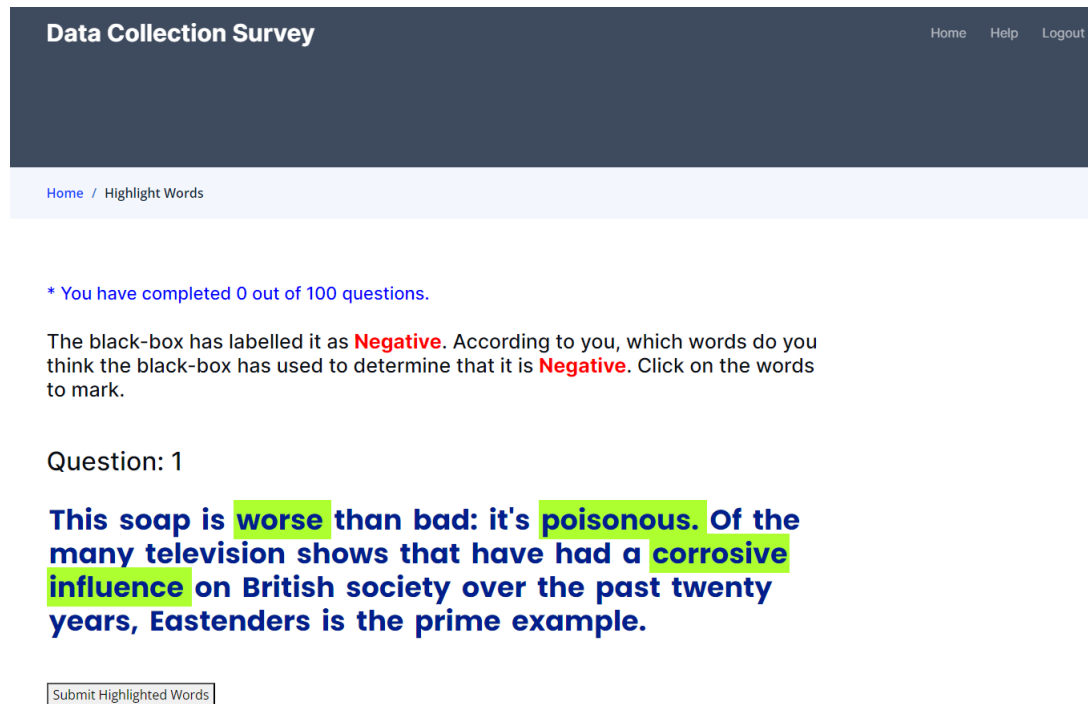 Data Collection Survey
Home Help Logout
Home / Highlight Words
* You have completed 0 out of 100 questions.
The black-box has labelled it as Negative. According to you, which words do you
think the black-box has used to determine that it is Negative. Click on the words
to mark.
Question: 1
This soap is worse than bad: it's poisonous. Of the
many television shows that have had a corrosive
influence on British society over the past twenty
years, Eastenders is the prime example.
Submit Highlighted Words